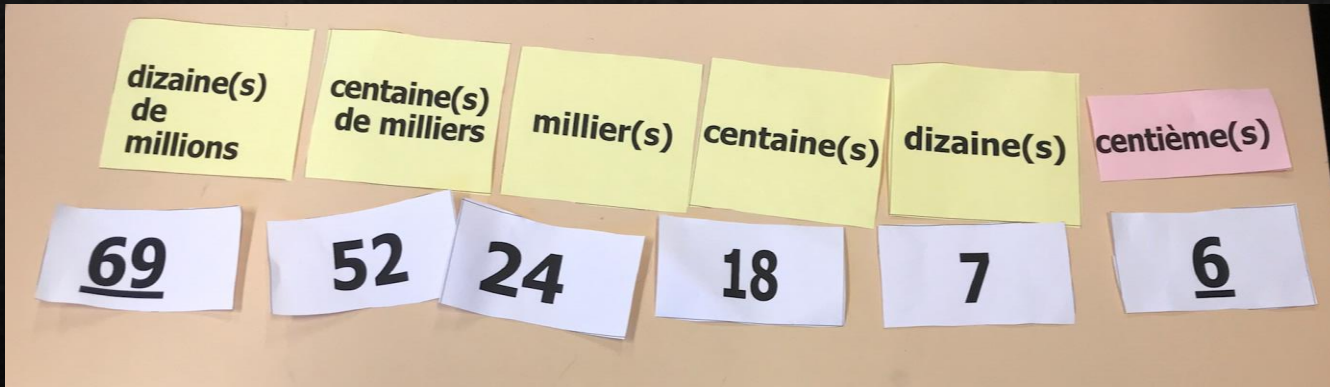 dizaine(s)
de
millions
centaine(s)
de milliers
millier(s)
centaine(s)
dizaine(s)
centième(s)
69
52
24
18
7
6